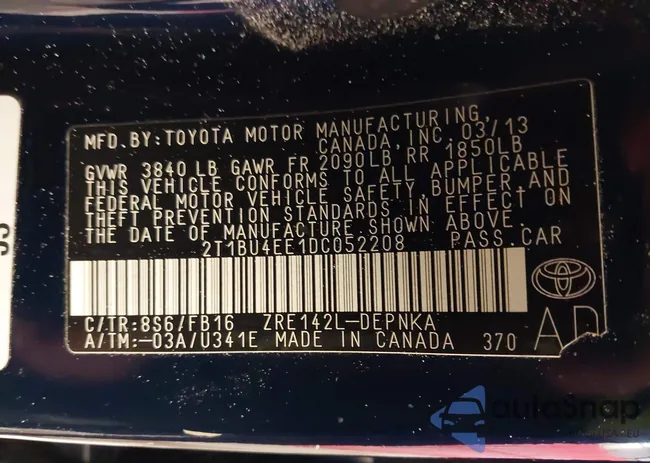 MFD.BY:TOYOTA MOTOR MANUFACTURING,
CANADA, INC. 03/13
GVWR 3840 LB GAWR FR 2090LB RR 1850LB
THIS VEHICLE CONFORMS TO ALL APPLICABLE
FEDERAL MOTOR VEHICLE SAFETY, BUMPER, AND
THEFT PREVENTION STANDARDS IN EFFECT ON
THE DATE OF MANUFACTURE SHOWN ABOVE.
2T1BU4EE1DC052208 PASS.CAR
C/TR:8S6/FB16 ZRE142L-DEPNKA
A/TM:-03A/U341E MADE IN CANADA 370
autoSnap